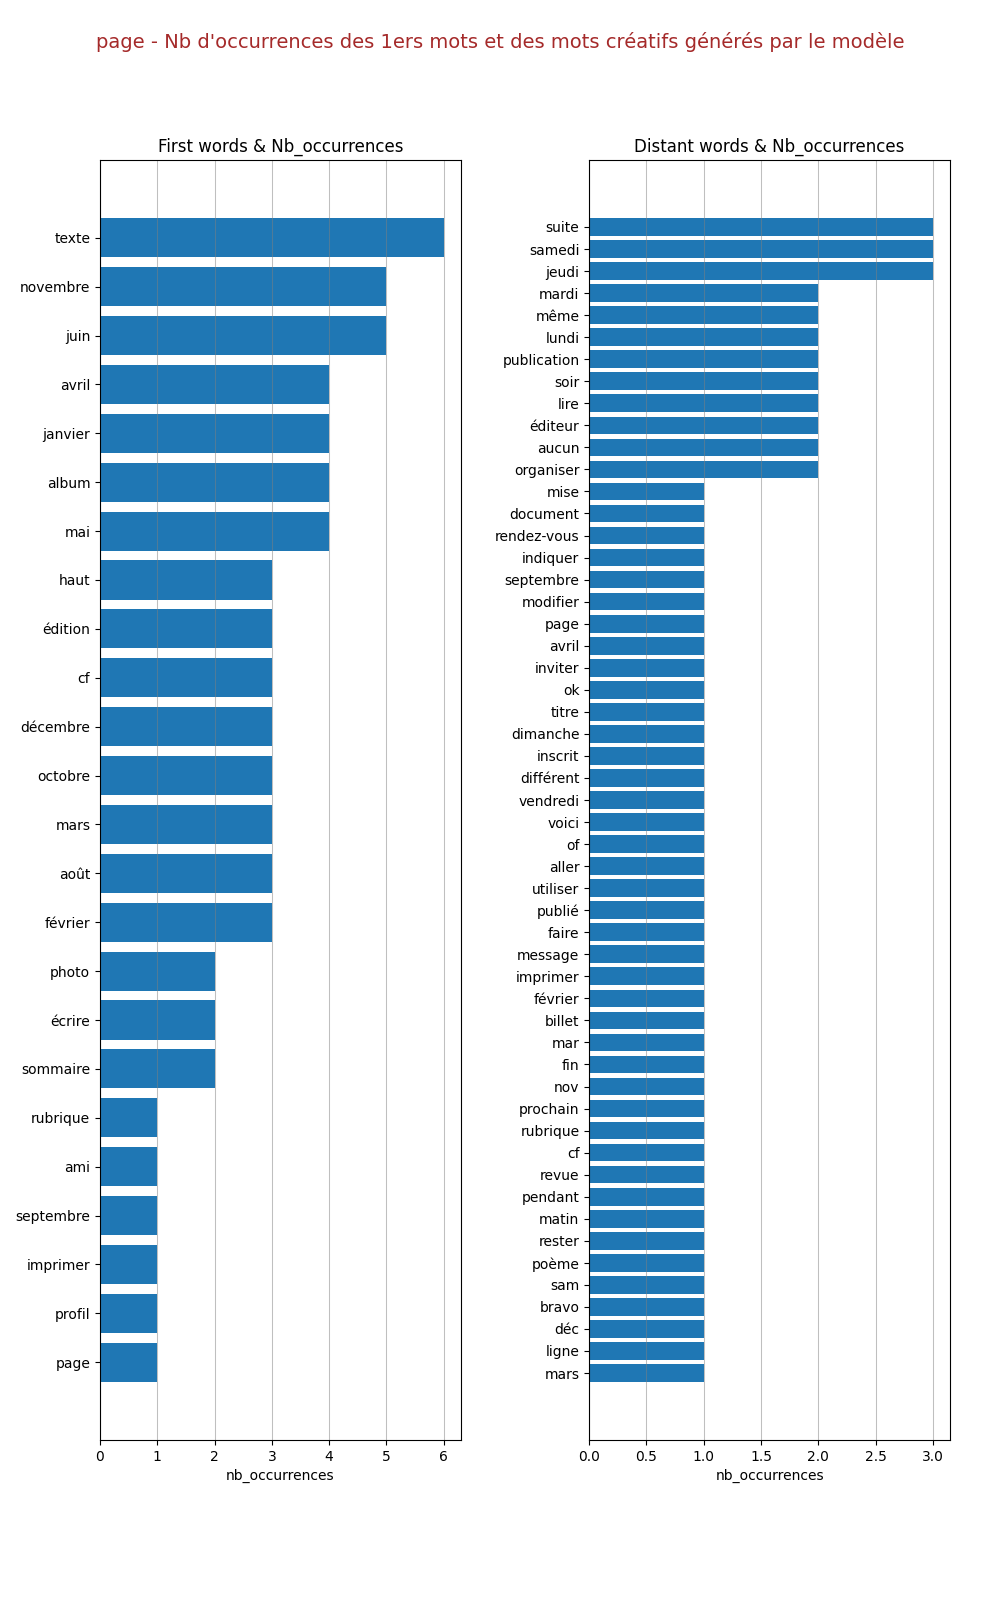 page - Nb d'occurrences des 1ers mots et des mots créatifs générés par le modèle
First words & Nb_occurrences
texte
novembre
juin
avril
janvier
album
mai
haut
édition
cf
décembre
octobre
mars
août
février
photo
écrire
sommaire
rubrique
ami
septembre
imprimer
profil
page
0 1 2 3 4 5 6
nb_occurrences
Distant words & Nb_occurrences
suite
samedi
jeudi
mardi
même
lundi
publication
soir
lire
éditeur
aucun
organiser
mise
document
rendez-vous
indiquer
septembre
modifier
page
avril
inviter
ok
titre
dimanche
inscrit
différent
vendredi
voici
of
aller
utiliser
publié
faire
message
imprimer
février
billet
mar
fin
nov
prochain
rubrique
cf
revue
pendant
matin
rester
poème
sam
bravo
déc
ligne
mars
0.0 0.5 1.0 1.5 2.0 2.5 3.0
nb_occurrences